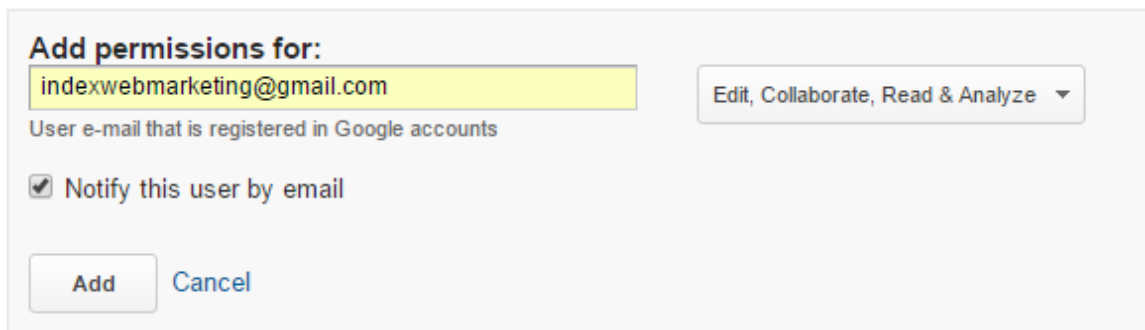 Add permissions for:
indexwebmarketing@gmail.com
Edit, Collaborate, Read & Analyze
User e-mail that is registered in Google accounts
Notify this user by email
Add Cancel